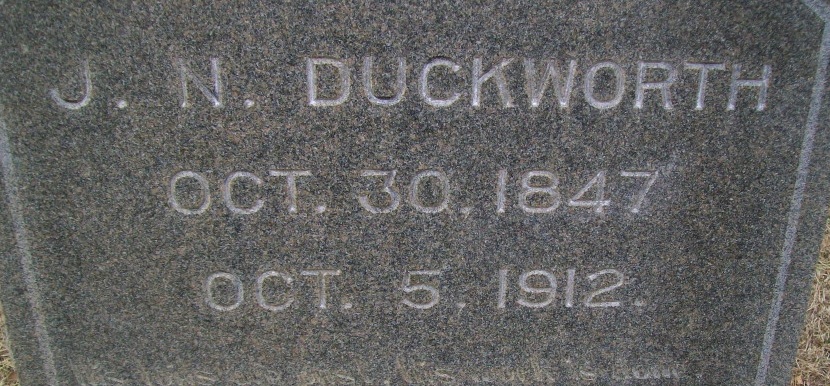 J. N. DUCKWORTH
OCT. 30, 1847
OCT. 5, 1912.